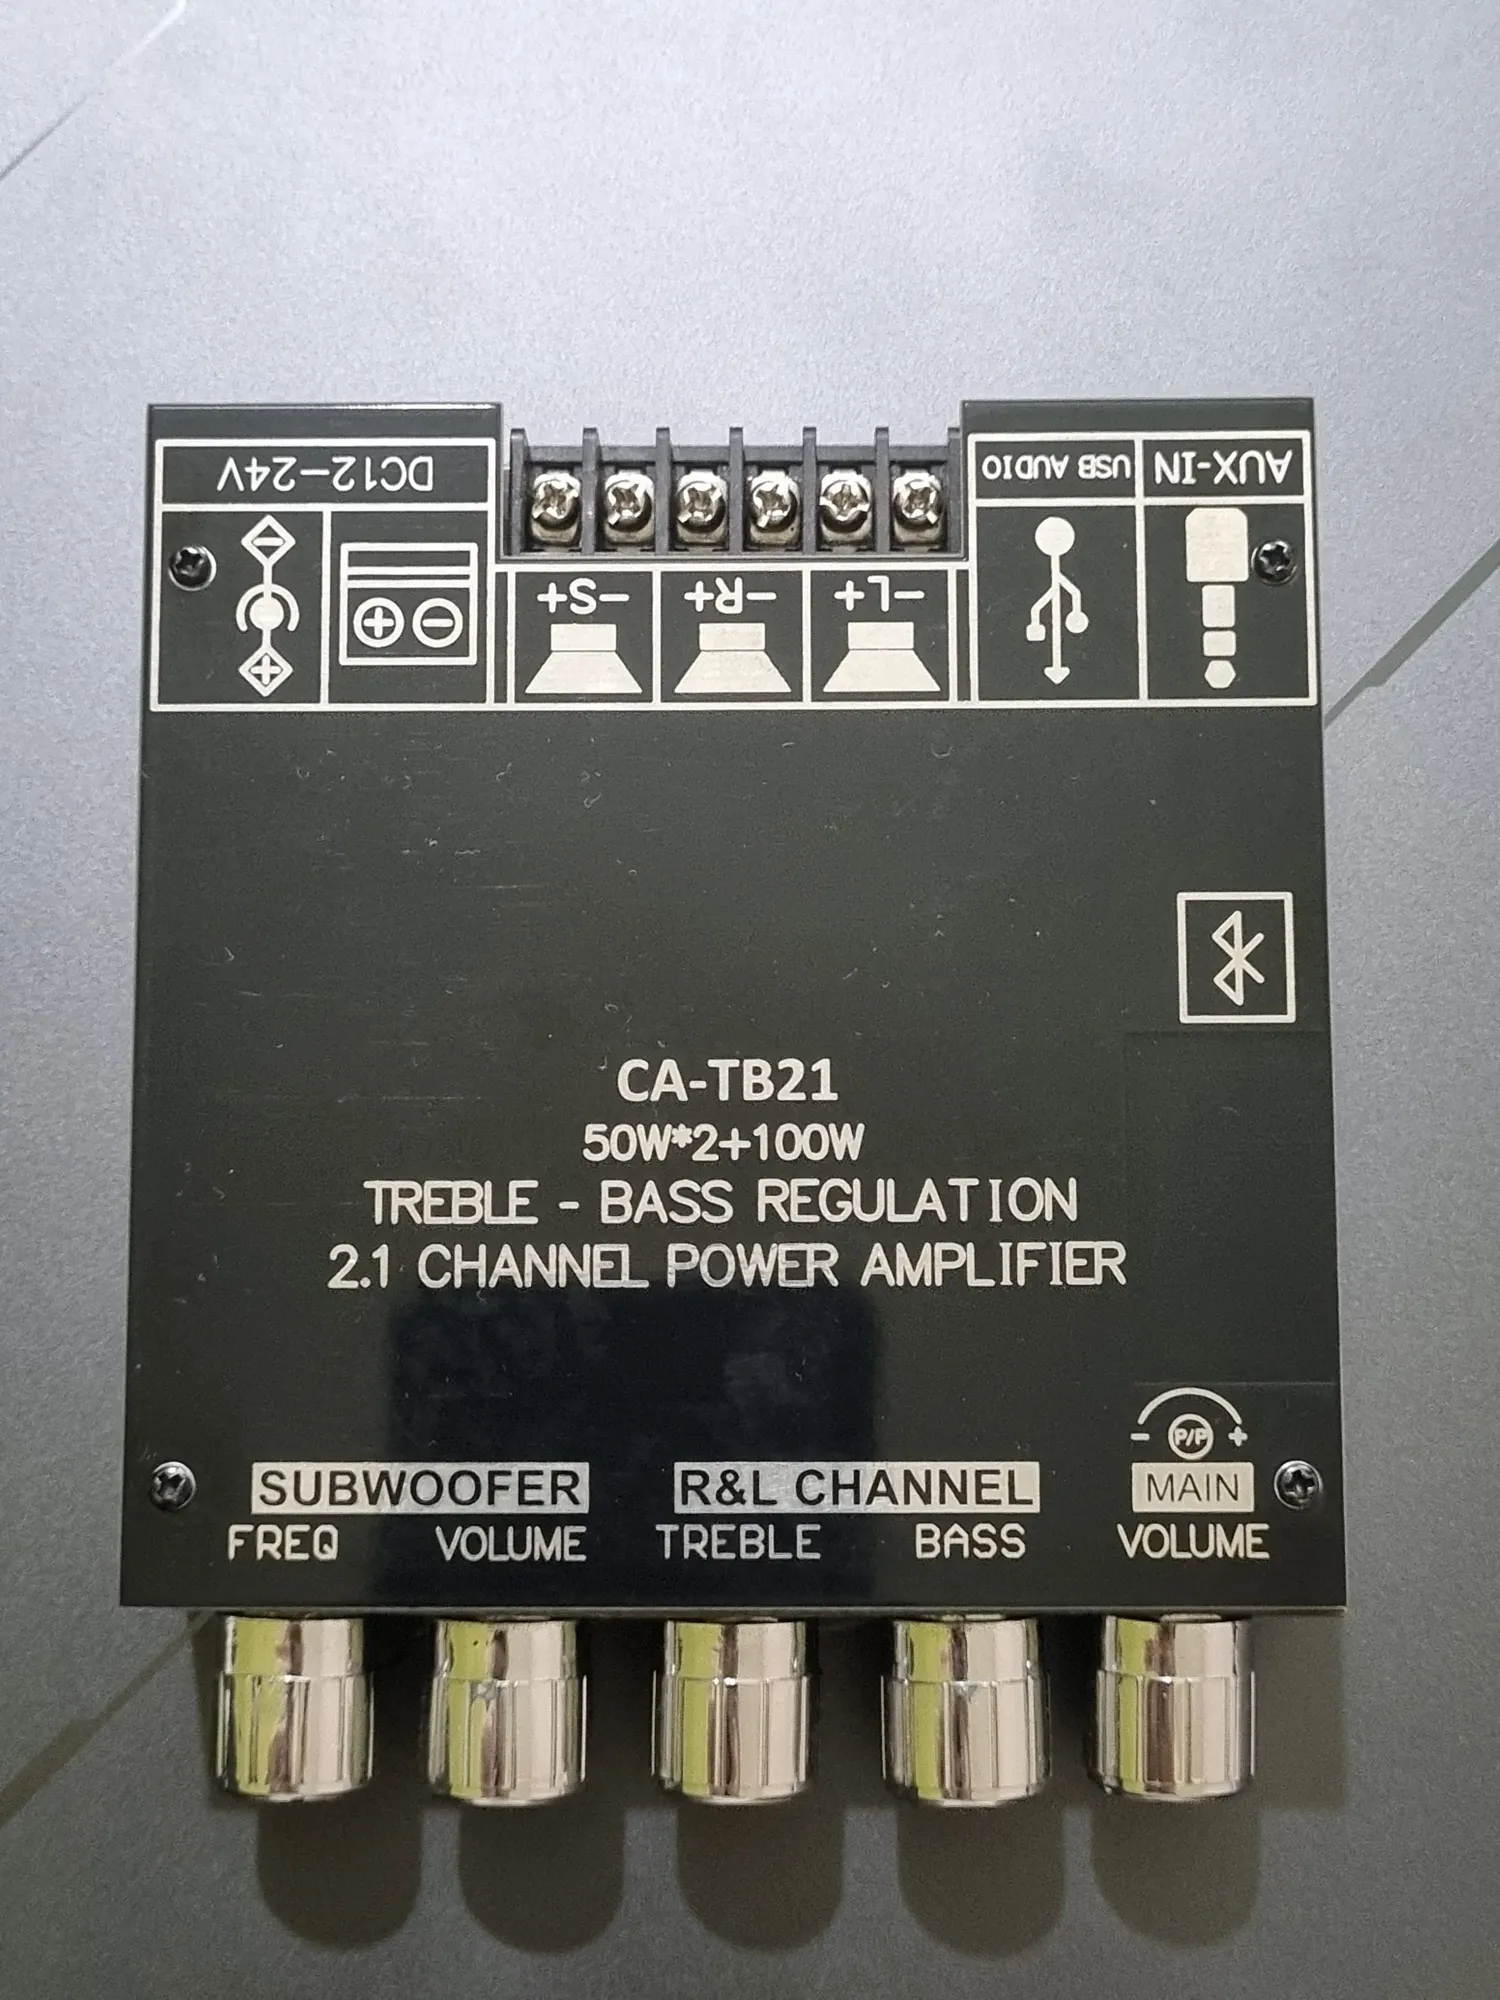 DC12-24V
USB AUDIO
AUX-IN
-S+
-R+
-L+
CA-TB21
50W*2+100W
TREBLE - BASS REGULATION
2.1 CHANNEL POWER AMPLIFIER
- P/P +
SUBWOOFER
R&L CHANNEL
MAIN
FREQ
VOLUME
TREBLE
BASS
VOLUME